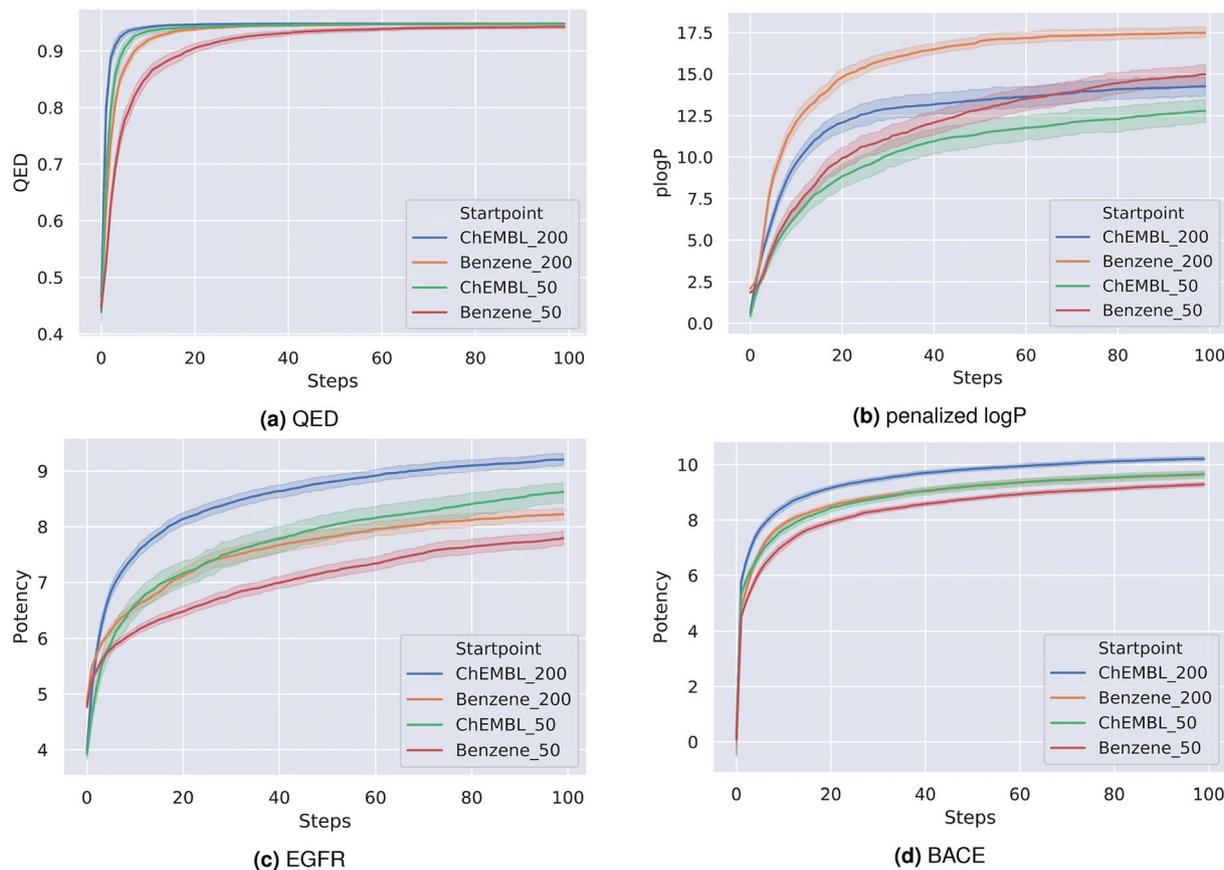 QED
0.9
0.8
0.7
0.6
0.5
0.4
0 20 40 60 80 100
Steps
Startpoint
ChEMBL_200
Benzene_200
ChEMBL_50
Benzene_50
(a) QED
plogP
17.5
15.0
12.5
10.0
7.5
5.0
2.5
0.0
0 20 40 60 80 100
Steps
Startpoint
ChEMBL_200
Benzene_200
ChEMBL_50
Benzene_50
(b) penalized logP
Potency
9
8
7
6
5
4
0 20 40 60 80 100
Steps
Startpoint
ChEMBL_200
Benzene_200
ChEMBL_50
Benzene_50
(c) EGFR
Potency
10
8
6
4
2
0
0 20 40 60 80 100
Steps
Startpoint
ChEMBL_200
Benzene_200
ChEMBL_50
Benzene_50
(d) BACE